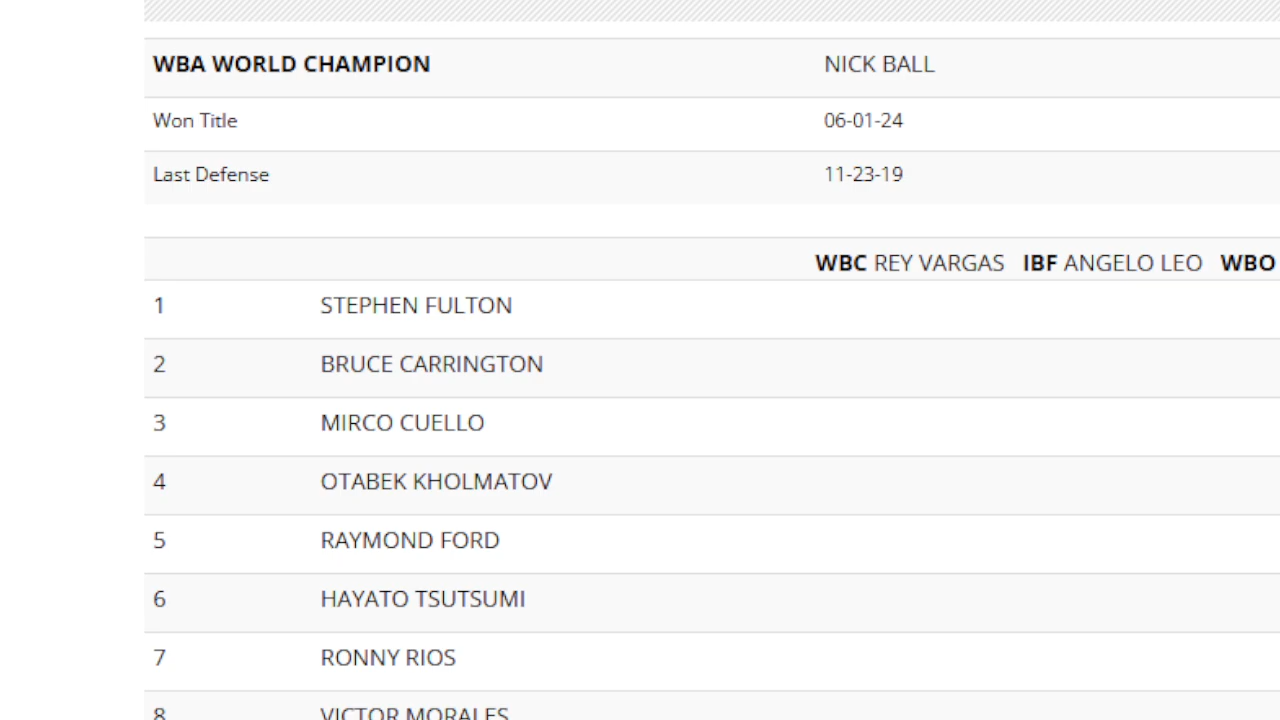 WBA WORLD CHAMPION NICK BALL
Won Title 06-01-24
Last Defense 11-23-19
WBC REY VARGAS IBF ANGELO LEO WBO
1 STEPHEN FULTON
2 BRUCE CARRINGTON
3 MIRCO CUELLO
4 OTABEK KHOLMATOV
5 RAYMOND FORD
6 HAYATO TSUTSUMI
7 RONNY RIOS
8 VICTOR MORALES